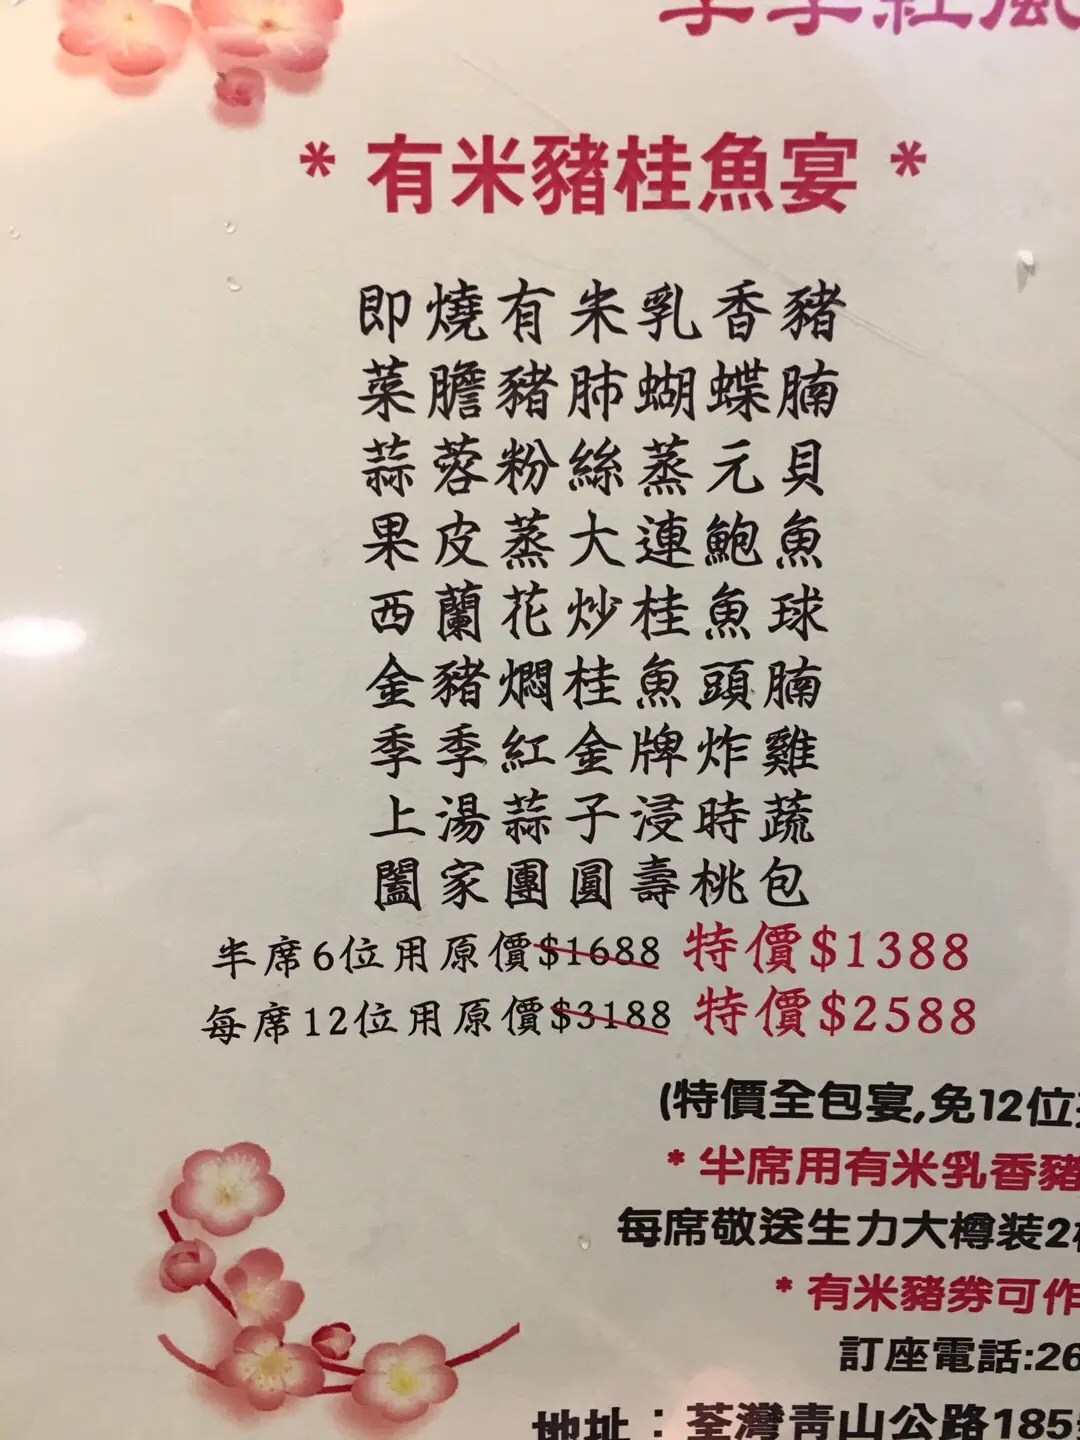 季季紅風
* 有米豬桂魚宴 *
即燒有米乳香豬
菜膽豬肺蝴蝶腩
蒜蓉粉絲蒸元貝
果皮蒸大連鮑魚
西蘭花炒桂魚球
金豬燜桂魚頭腩
季季紅金牌炸雞
上湯蒜子浸時蔬
闔家團圓壽桃包
半席6位用原價$1688 特價$1388
每席12位用原價$3188 特價$2588
(特價全包宴,免12位
* 半席用有米乳香豬
每席敬送生力大樽装2
* 有米豬券可作
訂座電話:26
地址：荃灣青山公路185